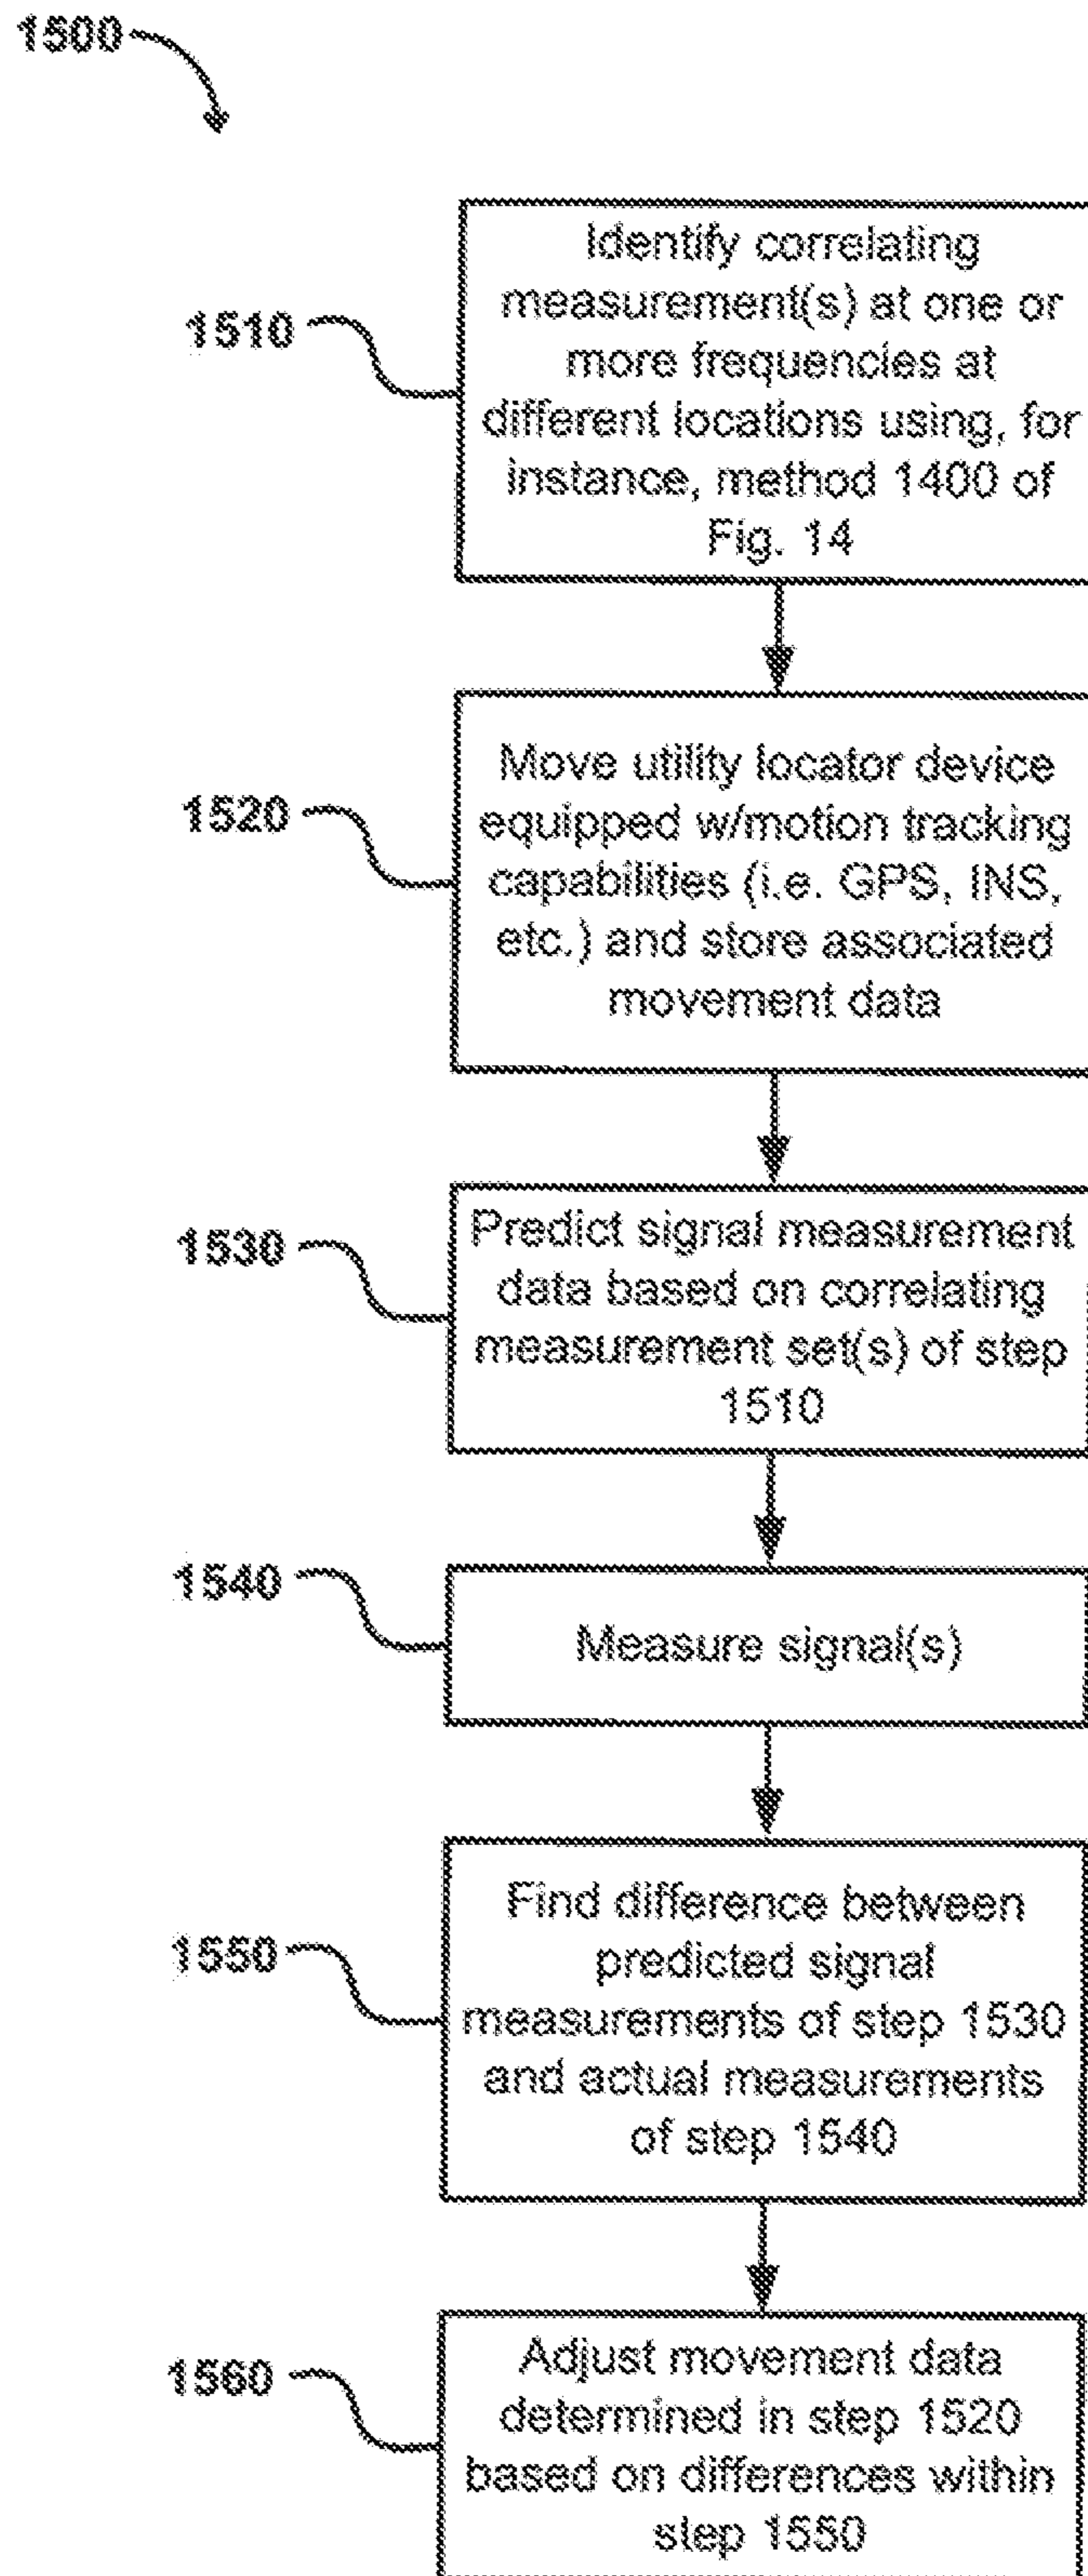 1500
1510
Identify correlating
measurement(s) at one or
more frequencies at
different locations using, for
instance, method 1400 of
Fig. 14
1520
Move utility locator device
equipped w/motion tracking
capabilities (i.e. GPS, INS,
etc.) and store associated
movement data
1530
Predict signal measurement
data based on correlating
measurement set(s) of step
1510
1540
Measure signal(s)
1550
Find difference between
predicted signal
measurements of step 1530
and actual measurements
of step 1540
1560
Adjust movement data
determined in step 1520
based on differences within
step 1550